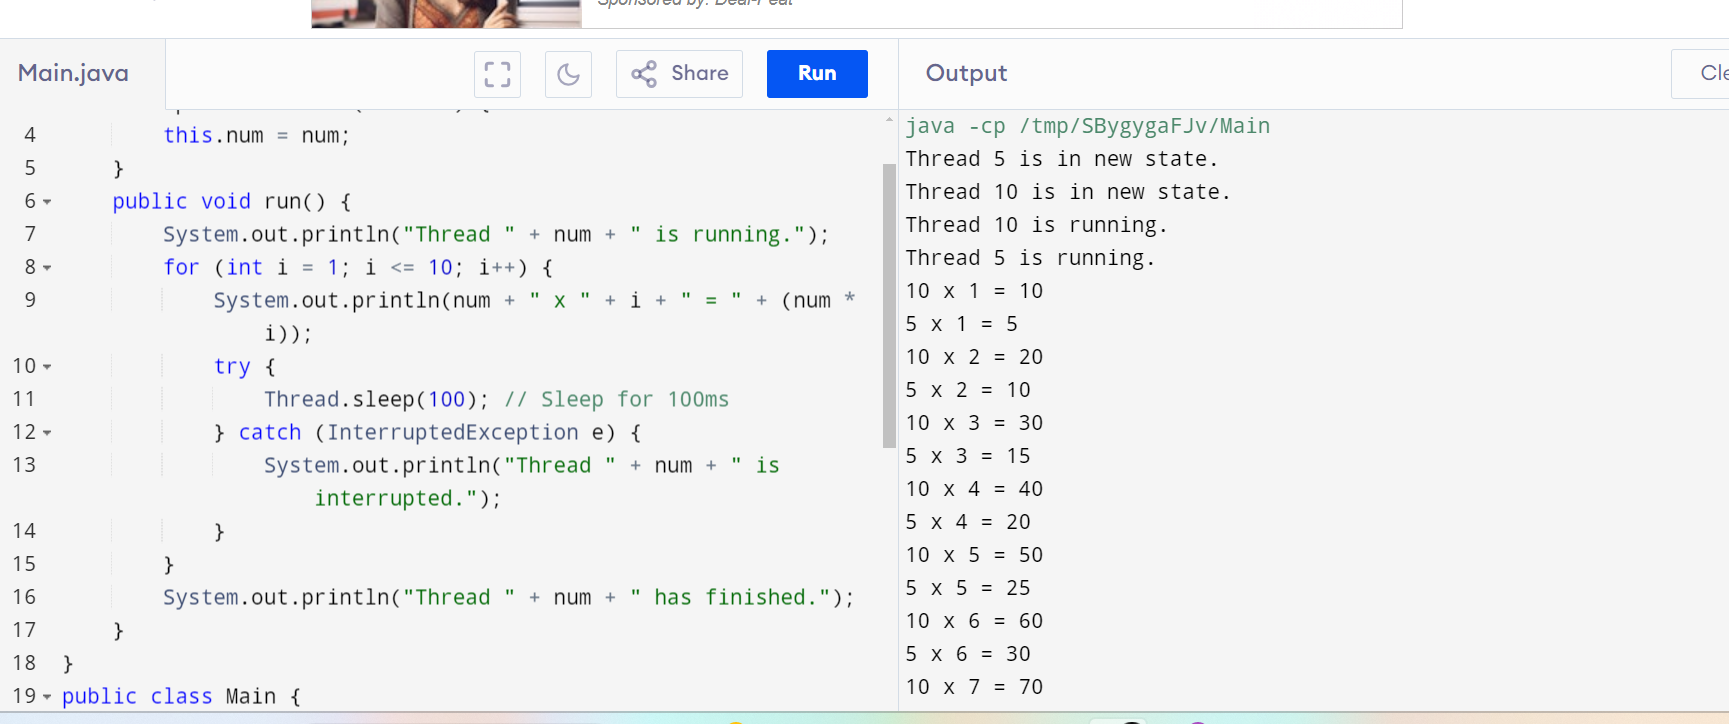 Sponsored by: Deal-Feat
Main.java
Share
Run
Output
Cle
4 this.num = num;
5 }
6 public void run() {
7 System.out.println("Thread " + num + " is running.");
8 for (int i = 1; i <= 10; i++) {
9 System.out.println(num + " x " + i + " = " + (num *
i));
10 try {
11 Thread.sleep(100); // Sleep for 100ms
12 } catch (InterruptedException e) {
13 System.out.println("Thread " + num + " is
interrupted.");
14 }
15 }
16 System.out.println("Thread " + num + " has finished.");
17 }
18 }
19 public class Main {
java -cp /tmp/SBygygaFJv/Main
Thread 5 is in new state.
Thread 10 is in new state.
Thread 10 is running.
Thread 5 is running.
10 x 1 = 10
5 x 1 = 5
10 x 2 = 20
5 x 2 = 10
10 x 3 = 30
5 x 3 = 15
10 x 4 = 40
5 x 4 = 20
10 x 5 = 50
5 x 5 = 25
10 x 6 = 60
5 x 6 = 30
10 x 7 = 70